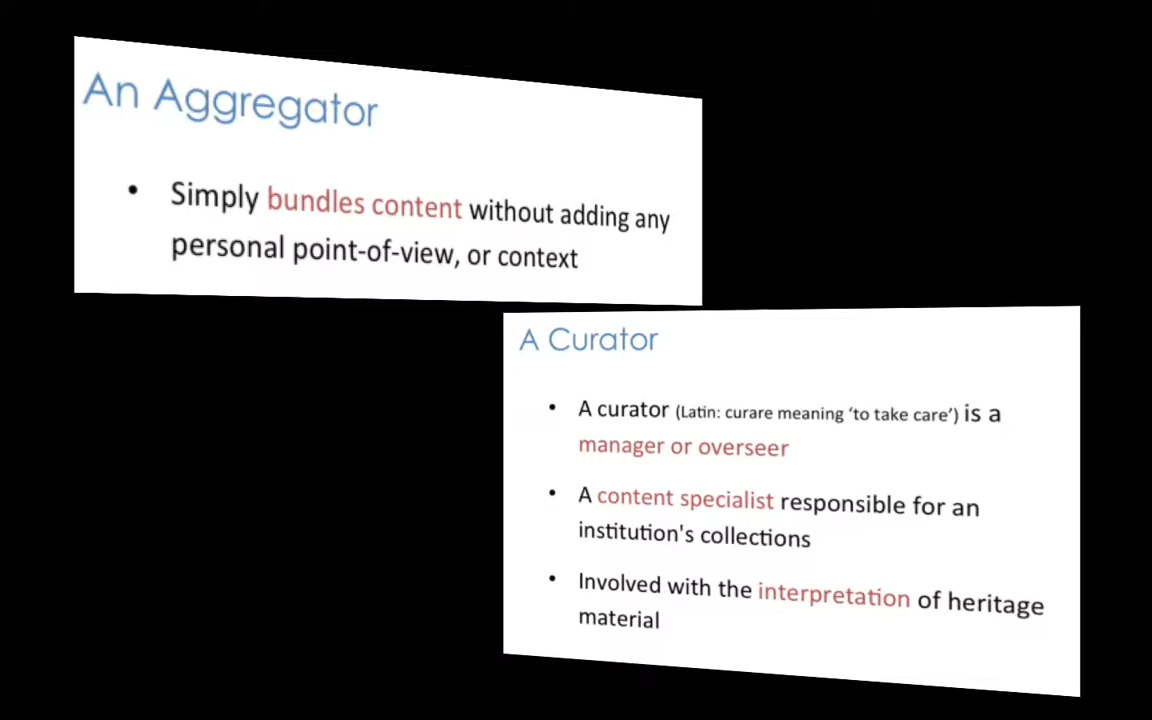 An Aggregator
• Simply bundles content without adding any
personal point-of-view, or context
A Curator
• A curator (Latin: curare meaning ‘to take care’) is a
manager or overseer
• A content specialist responsible for an
institution's collections
• Involved with the interpretation of heritage
material